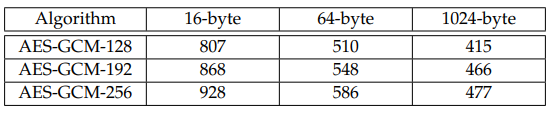 Algorithm 16-byte 64-byte 1024-byte
AES-GCM-128 807 510 415
AES-GCM-192 868 548 466
AES-GCM-256 928 586 477